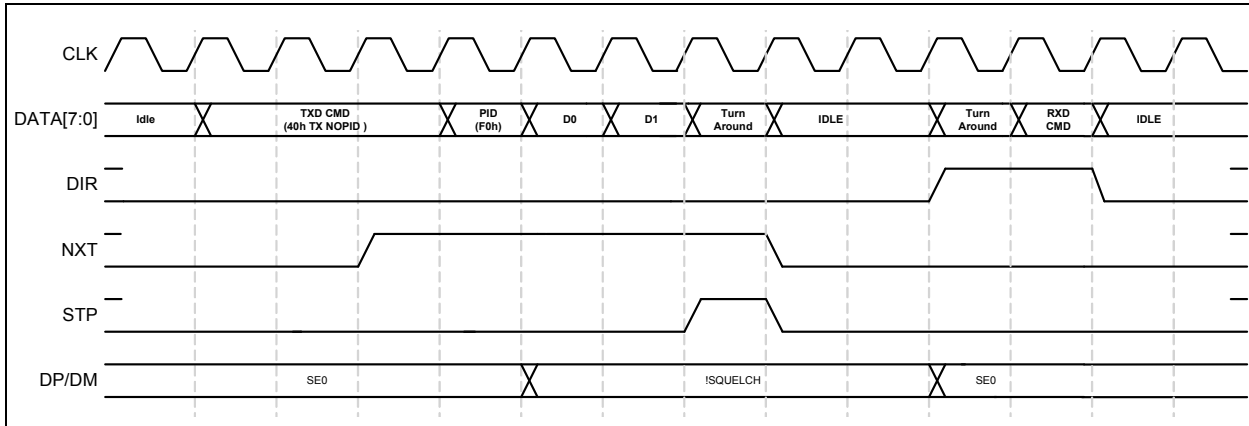 CLK
DATA[7:0]
Idle
TXD CMD
(40h TX NOPID )
PID
(F0h)
D0
D1
Turn
Around
IDLE
Turn
Around
RXD
CMD
IDLE
DIR
NXT
STP
DP/DM
SE0
!SQUELCH
SE0